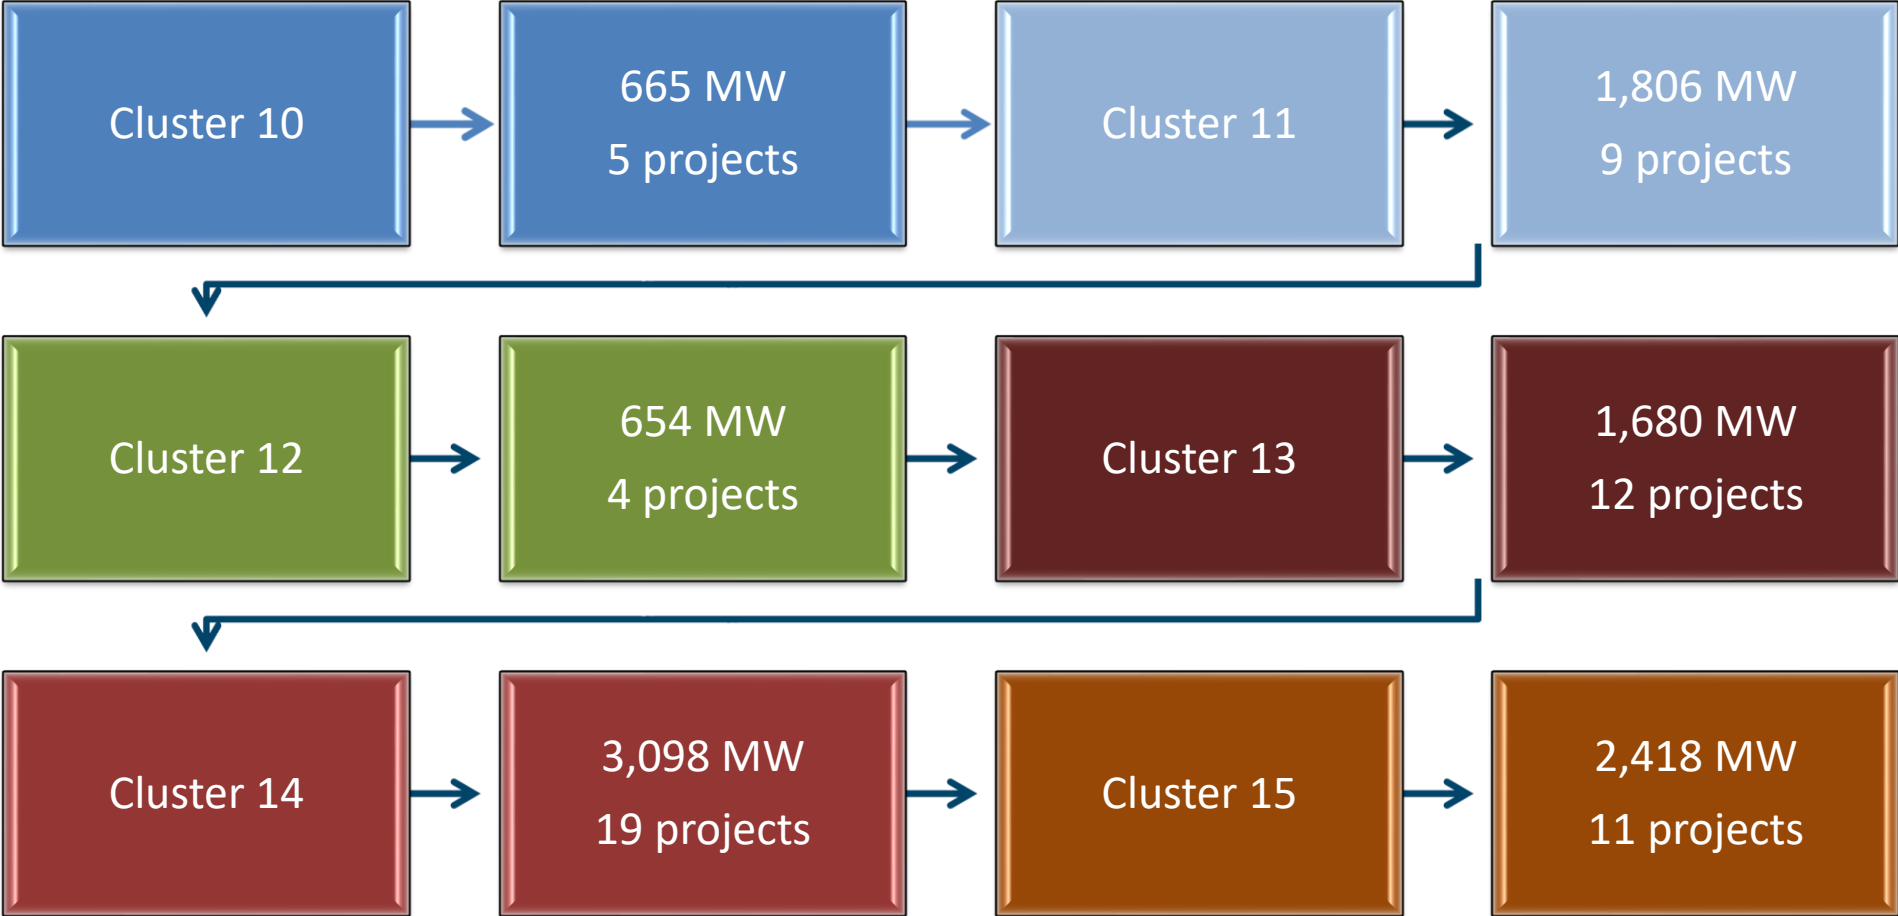 Cluster 10
665 MW
5 projects
Cluster 11
1,806 MW
9 projects
Cluster 12
654 MW
4 projects
Cluster 13
1,680 MW
12 projects
Cluster 14
3,098 MW
19 projects
Cluster 15
2,418 MW
11 projects